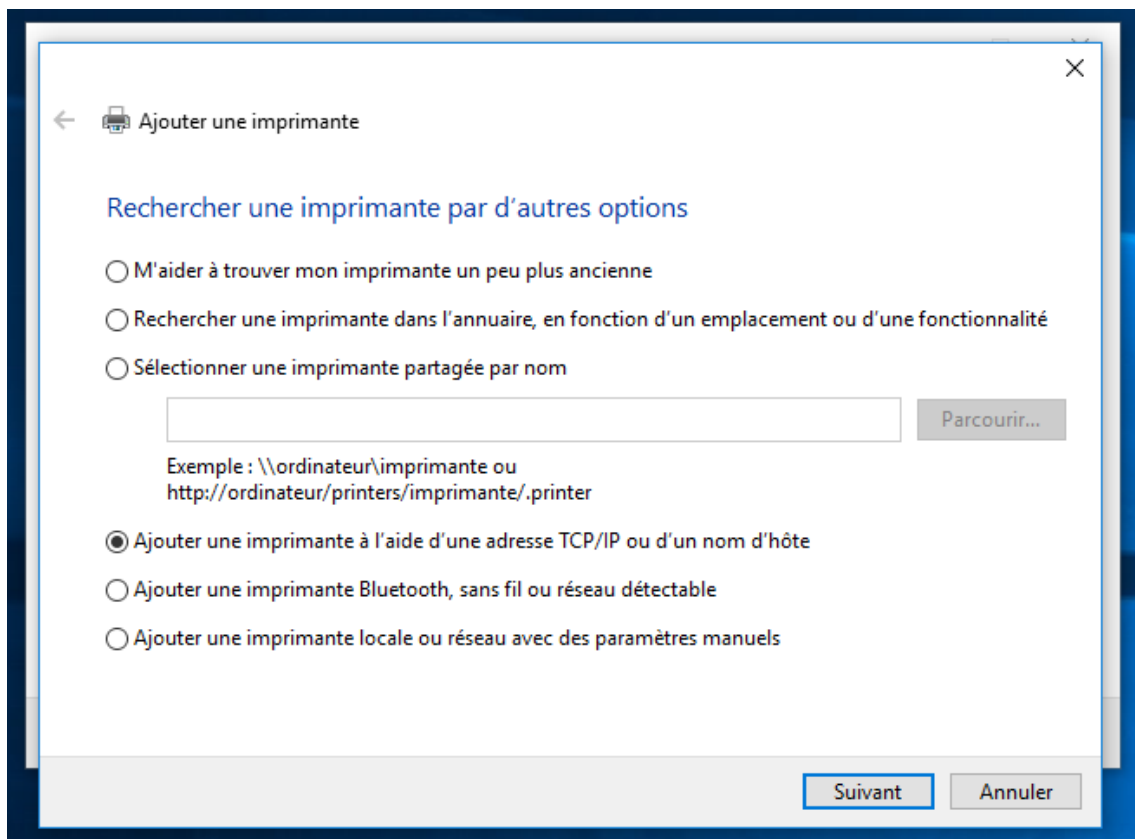 Ajouter une imprimante
Rechercher une imprimante par d’autres options
M'aider à trouver mon imprimante un peu plus ancienne
Rechercher une imprimante dans l’annuaire, en fonction d’un emplacement ou d’une fonctionnalité
Sélectionner une imprimante partagée par nom
Parcourir...
Exemple : \\ordinateur\imprimante ou
http://ordinateur/printers/imprimante/.printer
Ajouter une imprimante à l’aide d’une adresse TCP/IP ou d’un nom d’hôte
Ajouter une imprimante Bluetooth, sans fil ou réseau détectable
Ajouter une imprimante locale ou réseau avec des paramètres manuels
Suivant Annuler